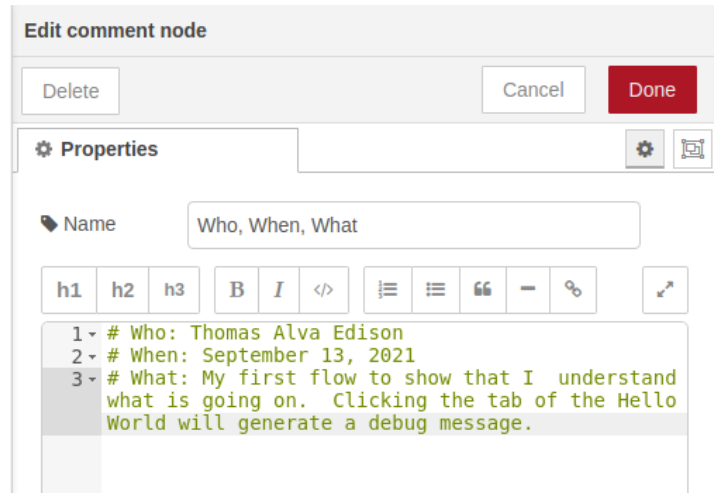 Edit comment node
Delete
Cancel
Done
Properties
Name
Who, When, What
h1
h2
h3
B
I
</>
1
# Who: Thomas Alva Edison
2
# When: September 13, 2021
3
# What: My first flow to show that I  understand
what is going on.  Clicking the tab of the Hello
World will generate a debug message.